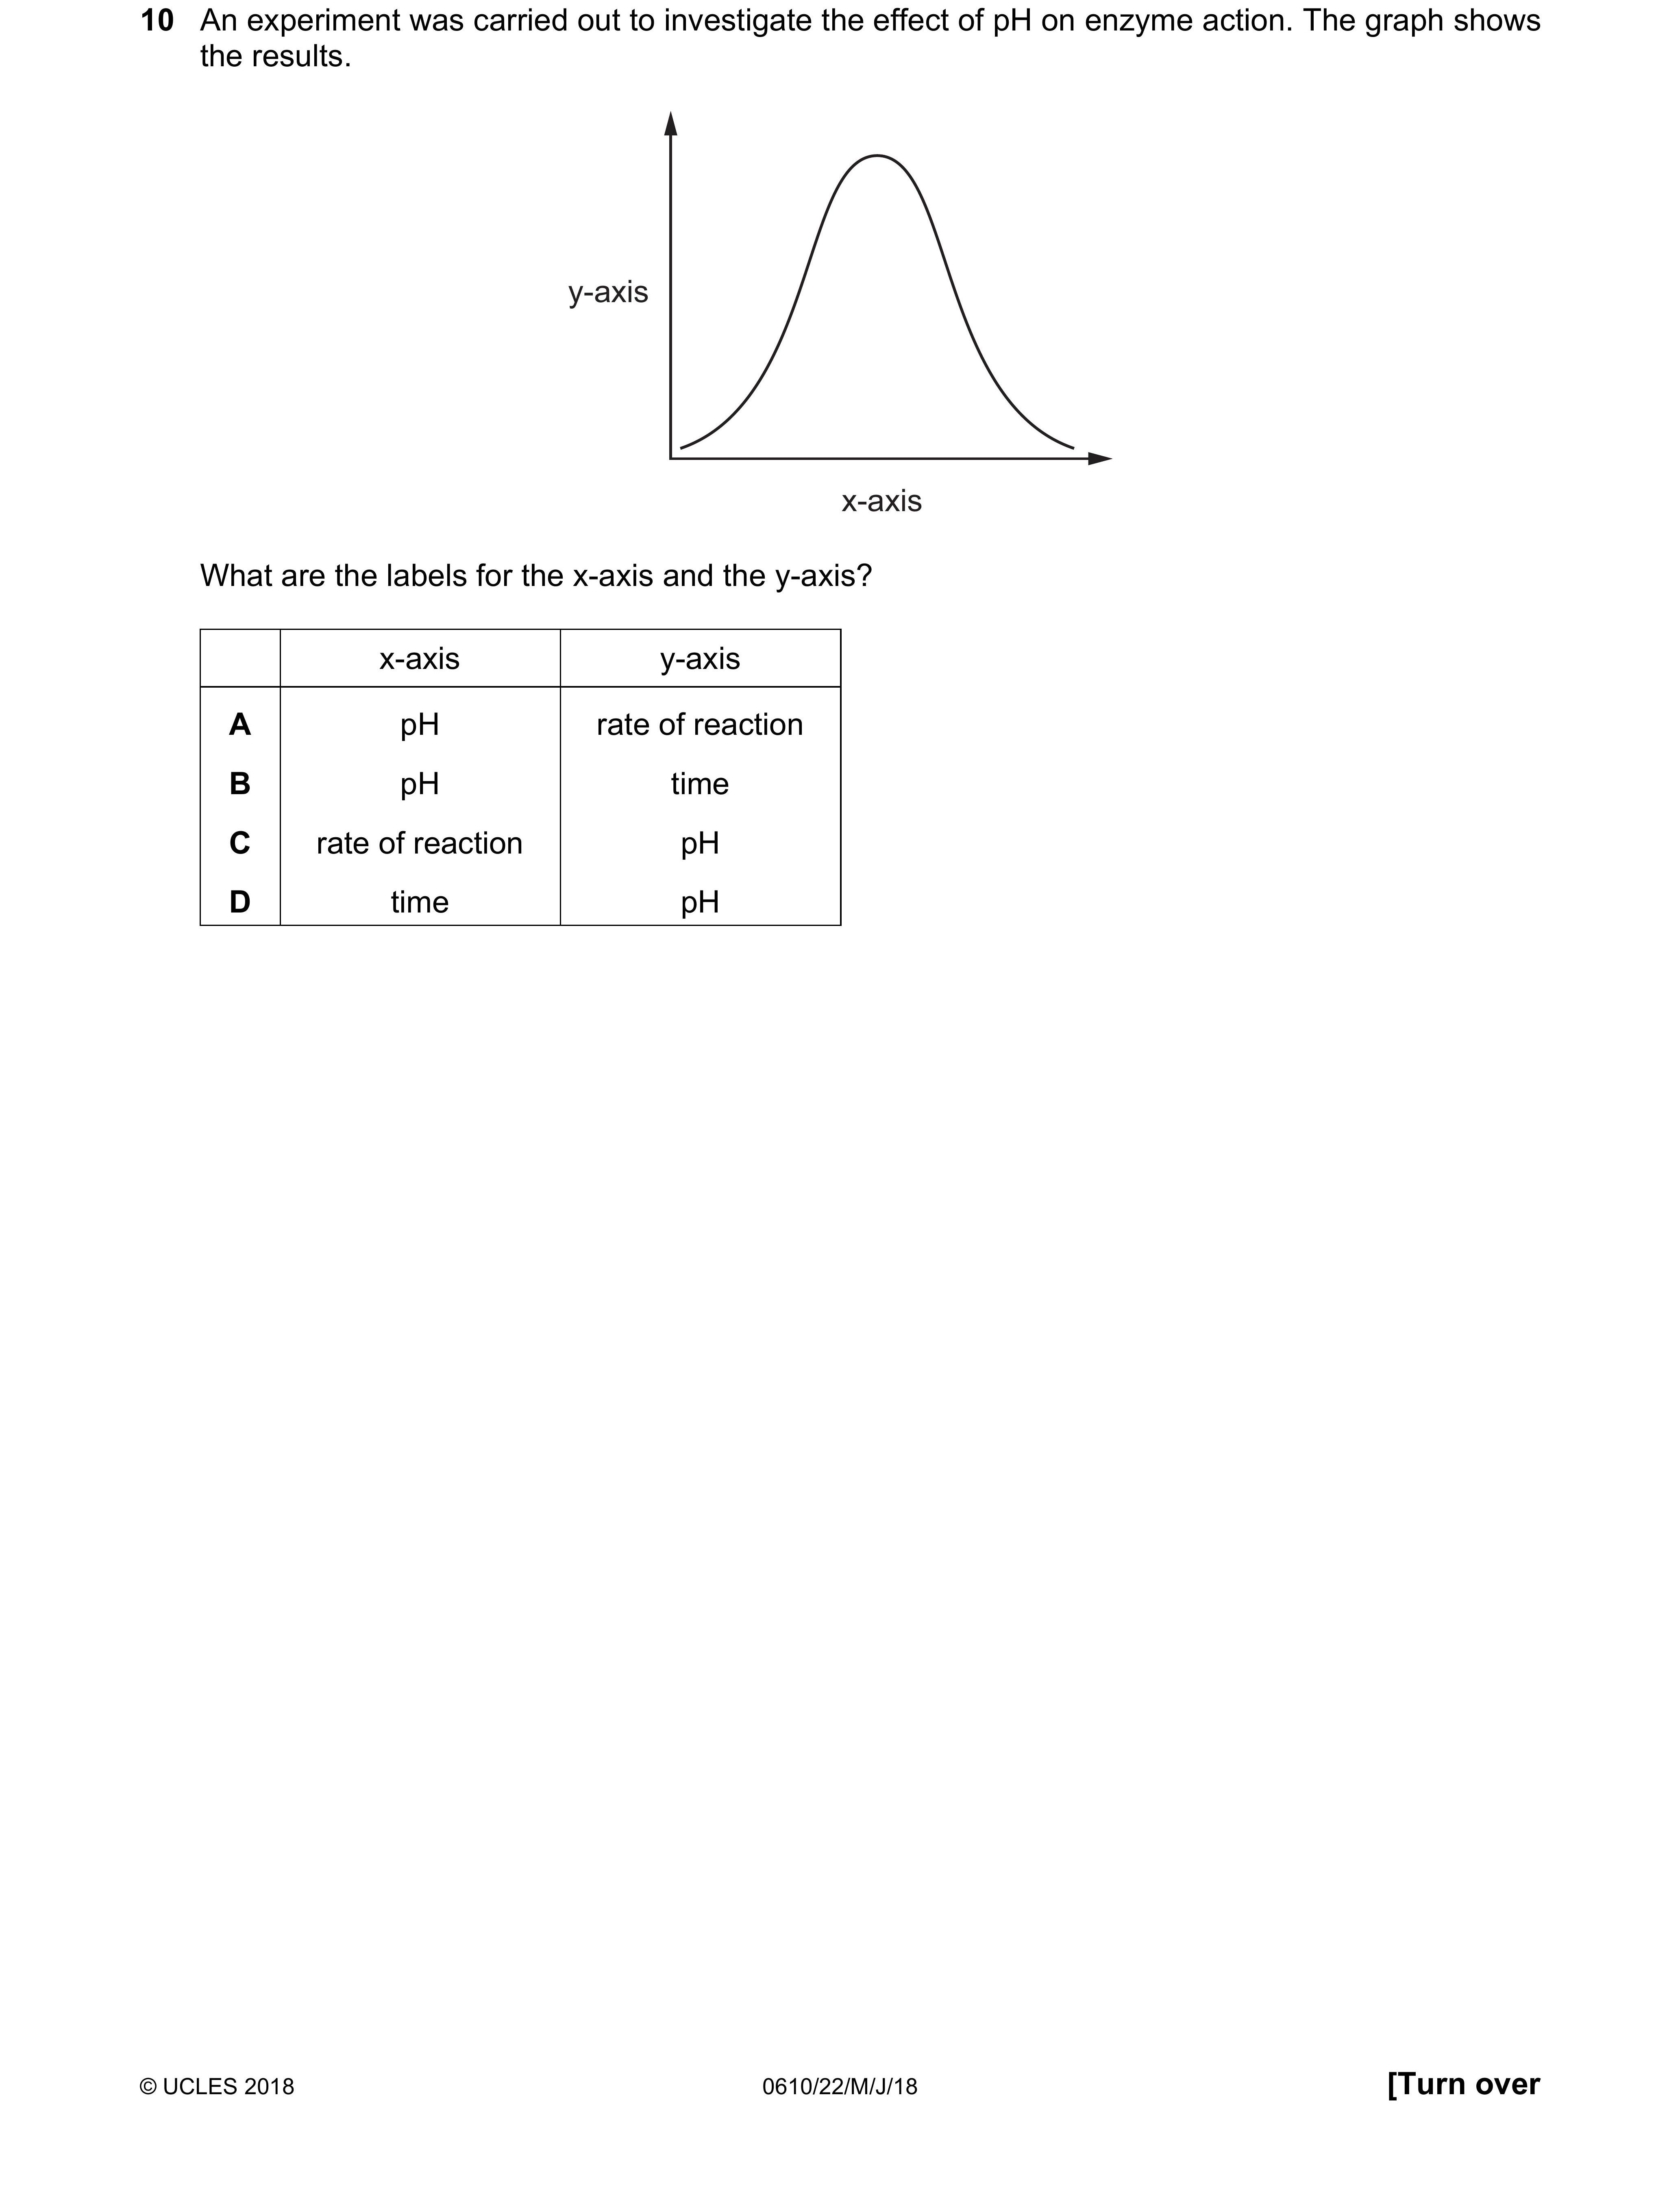 10 An experiment was carried out to investigate the effect of pH on enzyme action. The graph shows
the results.
y-axis
x-axis
What are the labels for the x-axis and the y-axis?
x-axis y-axis
A pH rate of reaction
B pH time
C rate of reaction pH
D time pH
© UCLES 2018 0610/22/M/J/18 [Turn over